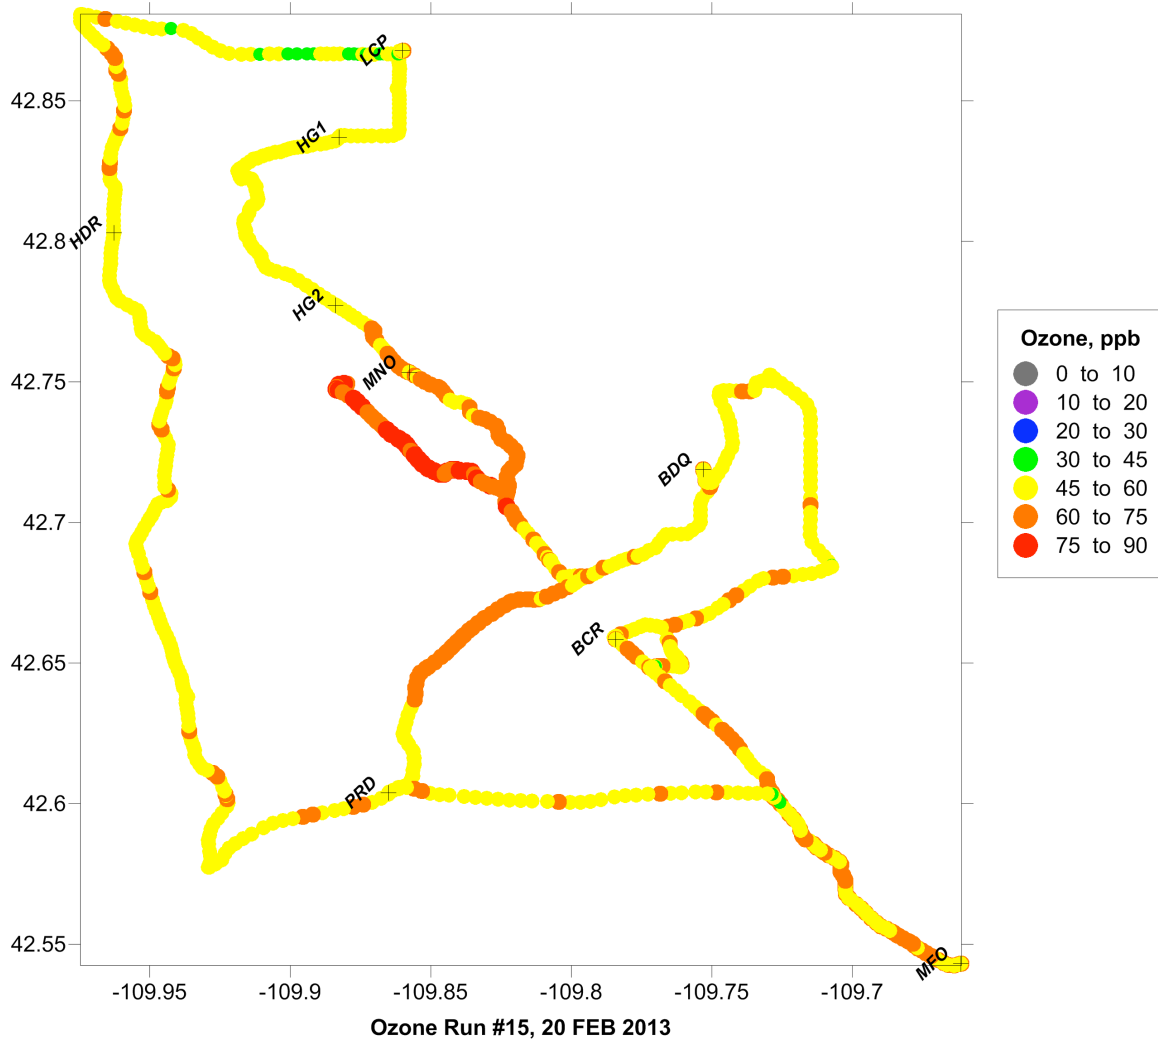 LCP
42.85
HG1
HDR
42.8
HG2
42.75
MNO
BDQ
42.7
BCR
42.65
PRD
42.6
42.55
MFO
-109.95
-109.9
-109.85
-109.8
-109.75
-109.7
Ozone Run #15, 20 FEB 2013
Ozone, ppb
0 to 10
10 to 20
20 to 30
30 to 45
45 to 60
60 to 75
75 to 90